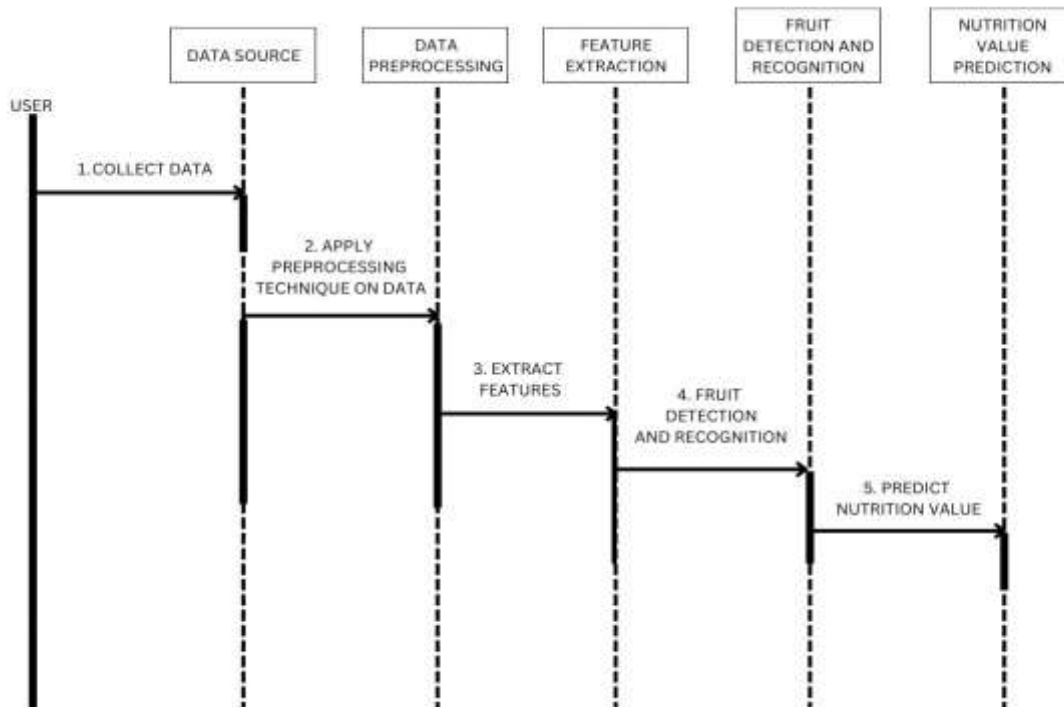 DATA SOURCE
DATA
PREPROCESSING
FEATURE
EXTRACTION
FRUIT
DETECTION AND
RECOGNITION
NUTRITION
VALUE
PREDICTION
USER
1.COLLECT DATA
2. APPLY
PREPROCESSING
TECHNIQUE ON DATA
3. EXTRACT
FEATURES
4. FRUIT
DETECTION
AND RECOGNITION
5. PREDICT
NUTRITION VALUE